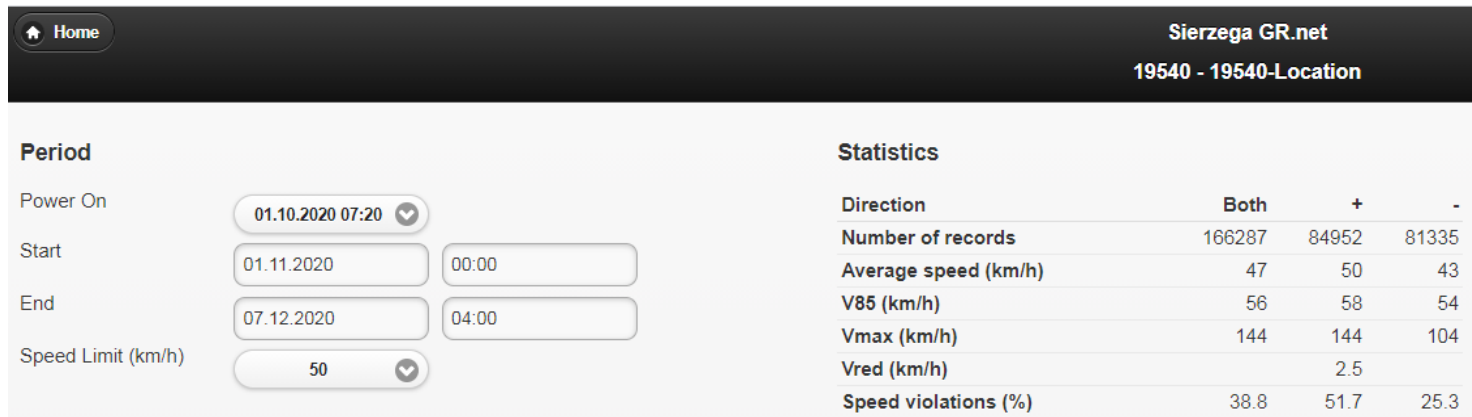 Home
Sierzega GR.net
19540 - 19540-Location
Period
Power On 01.10.2020 07:20
Start 01.11.2020 00:00
End 07.12.2020 04:00
Speed Limit (km/h) 50
Statistics
Direction Both + -
Number of records 166287 84952 81335
Average speed (km/h) 47 50 43
V85 (km/h) 56 58 54
Vmax (km/h) 144 144 104
Vred (km/h) 2.5
Speed violations (%) 38.8 51.7 25.3